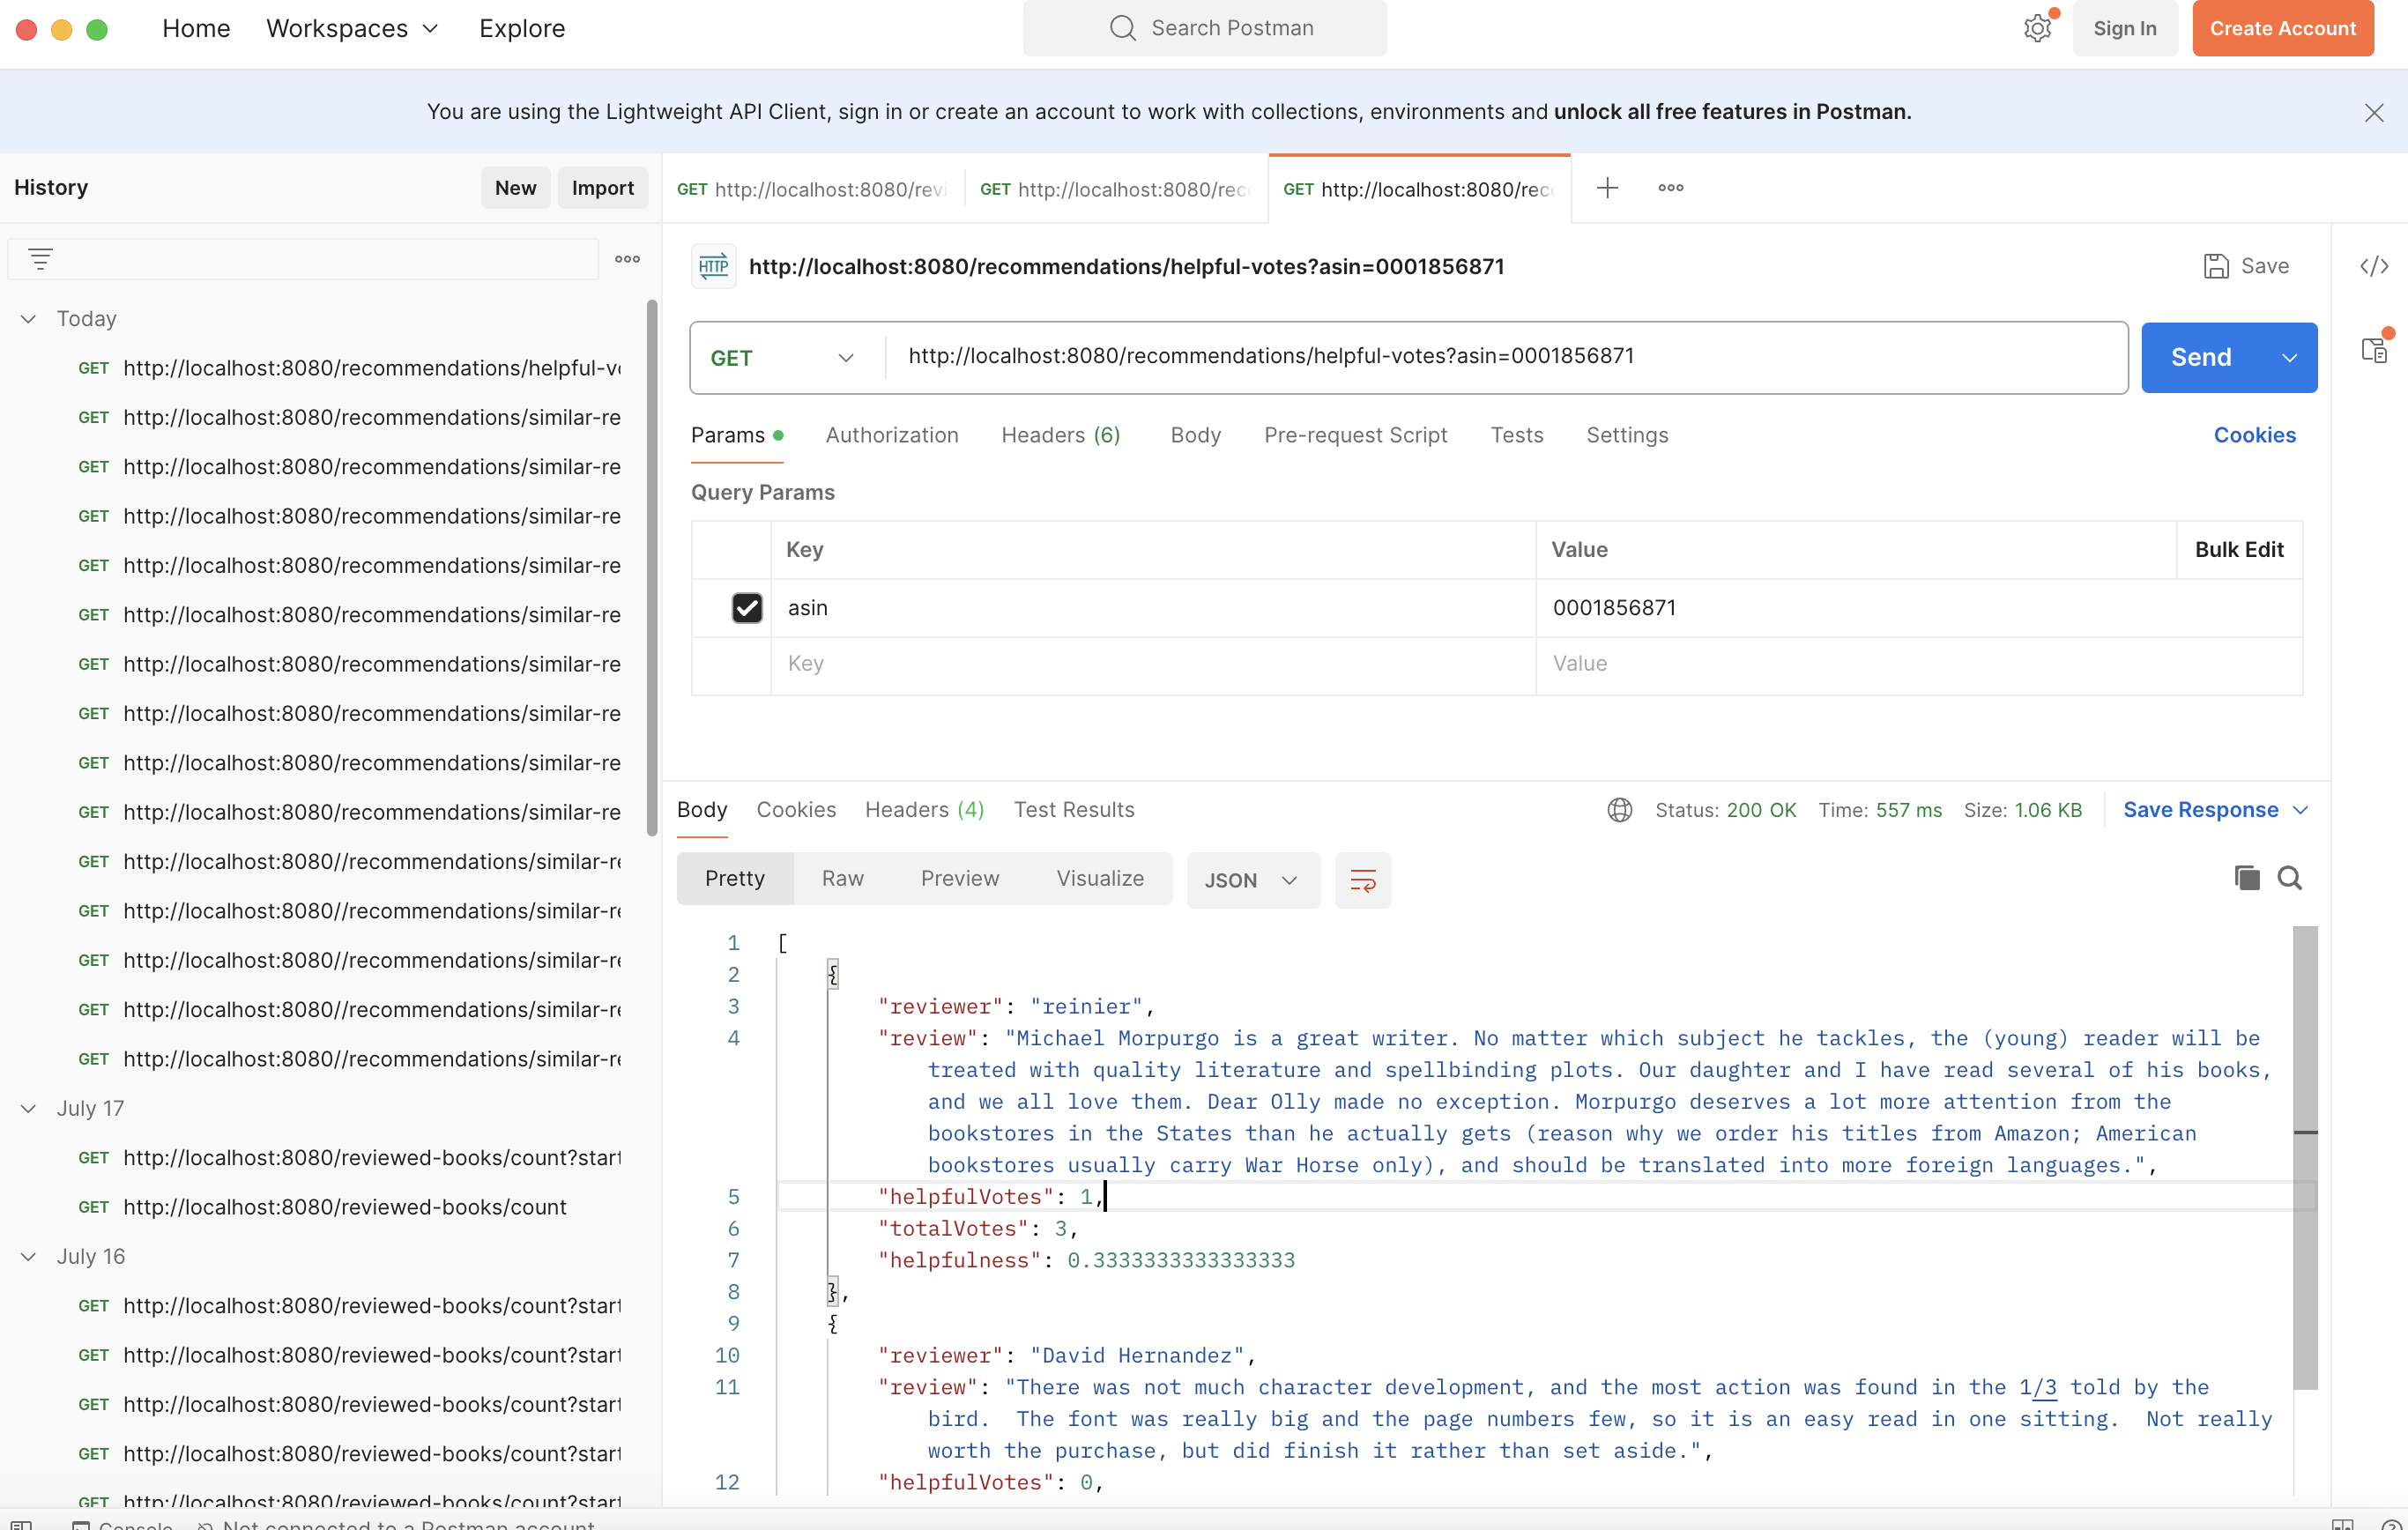 Home Workspaces Explore Search Postman Sign In Create Account
You are using the Lightweight API Client, sign in or create an account to work with collections, environments and unlock all free features in Postman.
History New Import
GET http://localhost:8080/revi GET http://localhost:8080/rec GET http://localhost:8080/rec
Today
GET http://localhost:8080/recommendations/helpful-v
GET http://localhost:8080/recommendations/similar-re
GET http://localhost:8080/recommendations/similar-re
GET http://localhost:8080/recommendations/similar-re
GET http://localhost:8080/recommendations/similar-re
GET http://localhost:8080/recommendations/similar-re
GET http://localhost:8080/recommendations/similar-re
GET http://localhost:8080/recommendations/similar-re
GET http://localhost:8080/recommendations/similar-re
GET http://localhost:8080/recommendations/similar-re
GET http://localhost:8080//recommendations/similar-r
GET http://localhost:8080//recommendations/similar-r
GET http://localhost:8080//recommendations/similar-r
GET http://localhost:8080//recommendations/similar-r
GET http://localhost:8080//recommendations/similar-r
July 17
GET http://localhost:8080/reviewed-books/count?start
GET http://localhost:8080/reviewed-books/count
July 16
GET http://localhost:8080/reviewed-books/count?start
GET http://localhost:8080/reviewed-books/count?start
GET http://localhost:8080/reviewed-books/count?start
GET http://localhost:8080/reviewed-books/count?start
GET http://localhost:8080/reviewed-books/count?start
HTTP http://localhost:8080/recommendations/helpful-votes?asin=0001856871 Save
GET http://localhost:8080/recommendations/helpful-votes?asin=0001856871 Send
Params Authorization Headers (6) Body Pre-request Script Tests Settings Cookies
Query Params
Key Value Bulk Edit
asin 0001856871
Key Value
Body Cookies Headers (4) Test Results Status: 200 OK Time: 557 ms Size: 1.06 KB Save Response
Pretty Raw Preview Visualize JSON
1 [
2 {
3 "reviewer": "reinier",
4 "review": "Michael Morpurgo is a great writer. No matter which subject he tackles, the (young) reader will be
treated with quality literature and spellbinding plots. Our daughter and I have read several of his books,
and we all love them. Dear Olly made no exception. Morpurgo deserves a lot more attention from the
bookstores in the States than he actually gets (reason why we order his titles from Amazon; American
bookstores usually carry War Horse only), and should be translated into more foreign languages.",
5 "helpfulVotes": 1,
6 "totalVotes": 3,
7 "helpfulness": 0.3333333333333333
8 },
9 {
10 "reviewer": "David Hernandez",
11 "review": "There was not much character development, and the most action was found in the 1/3 told by the
bird.  The font was really big and the page numbers few, so it is an easy read in one sitting.  Not really
worth the purchase, but did finish it rather than set aside.",
12 "helpfulVotes": 0,
Console Not connected to a Postman account